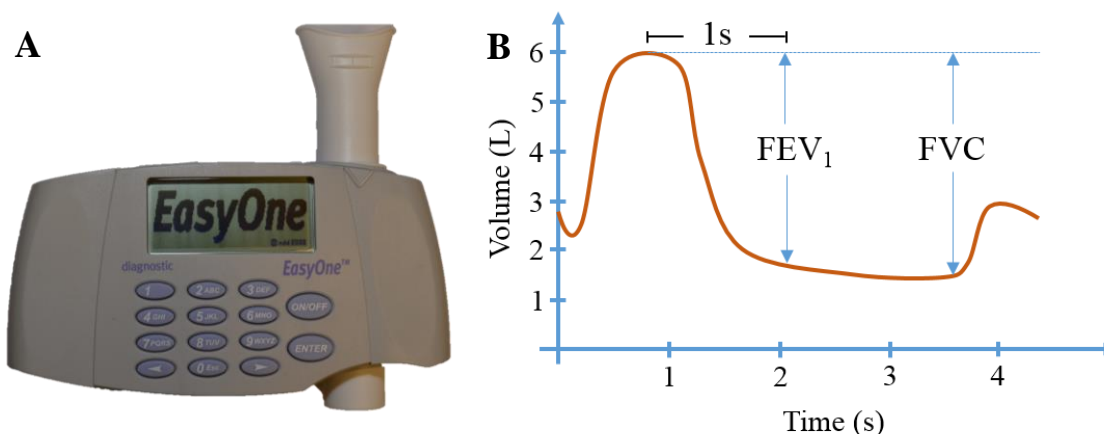 A
EasyOne
diagnostic
EasyOne™
1
2 ABC
3 DEF
ON/OFF
4 GHI
5 JKL
6 MNO
7 PQRS
8 TUV
9 WXYZ
ENTER
0 Esc
B
1s
Volume (L)
6
5
4
3
2
1
FEV₁
FVC
1
2
3
4
Time (s)